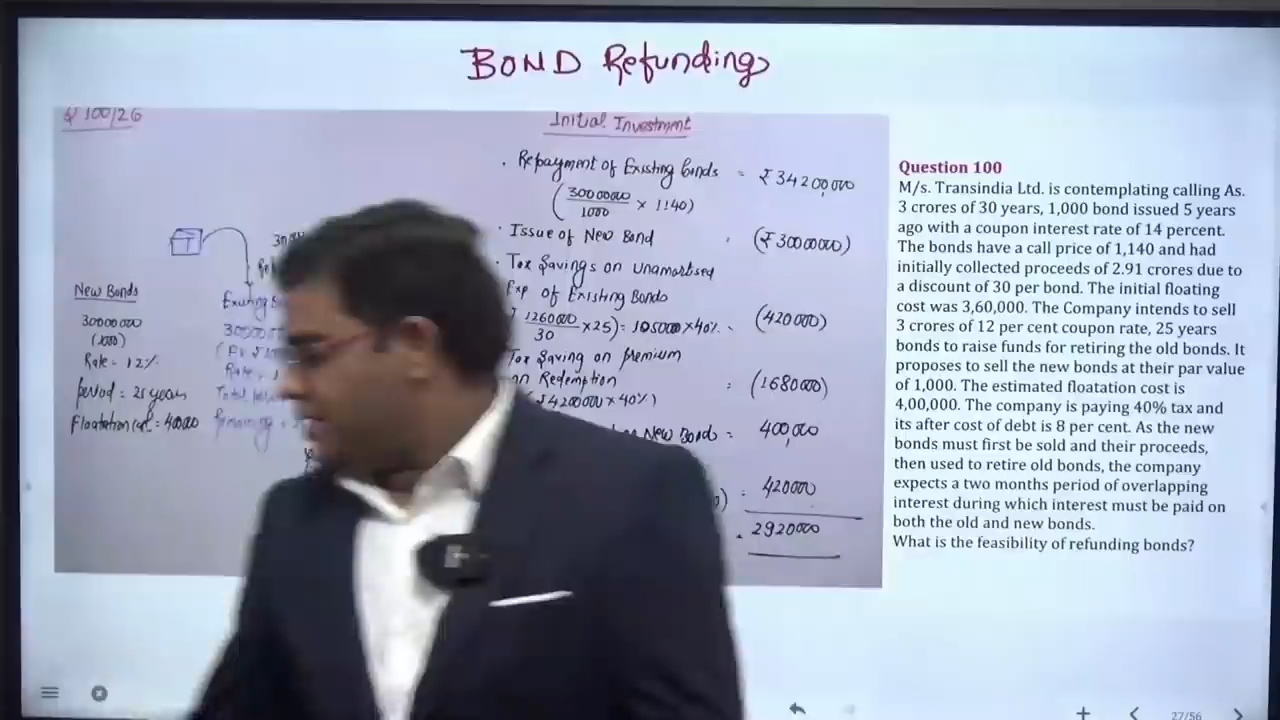 BOND Refunding
Q 100/26
Initial Investment
. Repayment of Existing Bonds = ₹34200,000
(30000000/1000 × 1140)
. Issue of New Bond . (₹30000000)
. Tax Savings on unamortised
Exp of Existing Bonds
1260000/30 ×25) = 105000×40% = (420000)
Tax Saving on premium
on Redemption : (1680000)
4200000×40%)
New Bonds = 400,000
) = 420000
. 2920000
New Bonds
30000000
(1000)
Rate = 12%
period = 25 years
Floatation
Existing
Rate
Question 100
M/s. Transindia Ltd. is contemplating calling As.
3 crores of 30 years, 1,000 bond issued 5 years
ago with a coupon interest rate of 14 percent.
The bonds have a call price of 1,140 and had
initially collected proceeds of 2.91 crores due to
a discount of 30 per bond. The initial floating
cost was 3,60,000. The Company intends to sell
3 crores of 12 per cent coupon rate, 25 years
bonds to raise funds for retiring the old bonds. It
proposes to sell the new bonds at their par value
of 1,000. The estimated floatation cost is
4,00,000. The company is paying 40% tax and
its after cost of debt is 8 per cent. As the new
bonds must first be sold and their proceeds,
then used to retire old bonds, the company
expects a two months period of overlapping
interest during which interest must be paid on
both the old and new bonds.
What is the feasibility of refunding bonds?
27/56